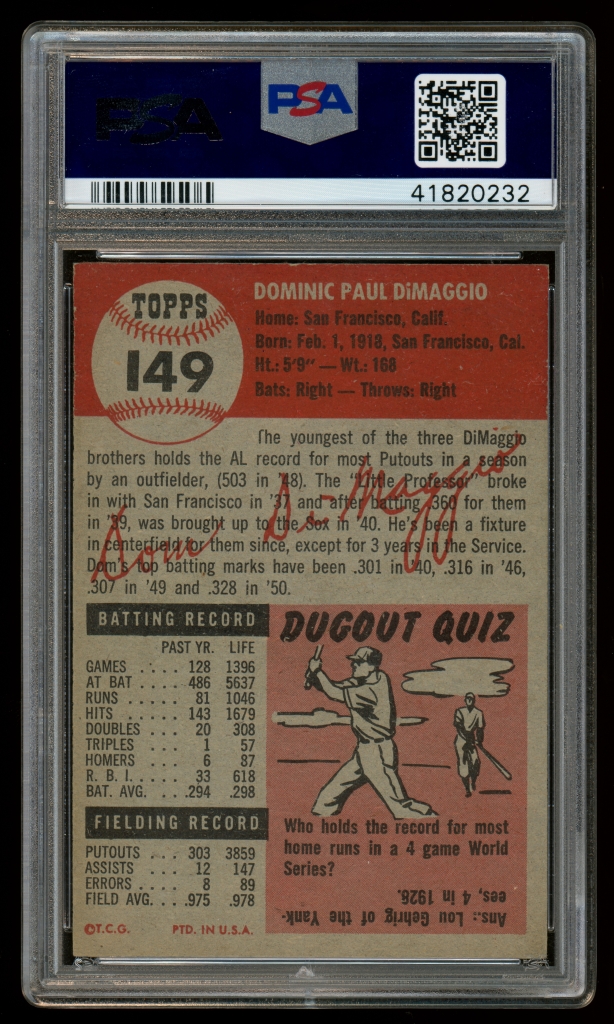 PSA
PSA
41820232
TOPPS
149
DOMINIC PAUL DiMAGGIO
Home: San Francisco, Calif.
Born: Feb. 1, 1918, San Francisco, Cal.
Ht.: 5'9" — Wt.: 168
Bats: Right — Throws: Right
The youngest of the three DiMaggio
brothers holds the AL record for most Putouts in a season
by an outfielder, (503 in '48). The "Little Professor" broke
in with San Francisco in '37 and after batting .360 for them
in '39, was brought up to the Sox in '40. He's been a fixture
in centerfield for them since, except for 3 years in the Service.
Dom's top batting marks have been .301 in '40, .316 in '46,
.307 in '49 and .328 in '50.
Dom DiMaggio
BATTING RECORD
PAST YR. LIFE
GAMES .... 128 1396
AT BAT .... 486 5637
RUNS .... 81 1046
HITS .... 143 1679
DOUBLES ... 20 308
TRIPLES ... 1 57
HOMERS ... 6 87
R. B. I. .... 33 618
BAT. AVG. ... .294 .298
FIELDING RECORD
PUTOUTS ... 303 3859
ASSISTS ... 12 147
ERRORS ... 8 89
FIELD AVG. ... .975 .978
©T.C.G. PTD. IN U.S.A.
DUGOUT QUIZ
Who holds the record for most
home runs in a 4 game World
Series?
Ans.: Lou Gehrig of the Yank-
ees, 4 in 1928.